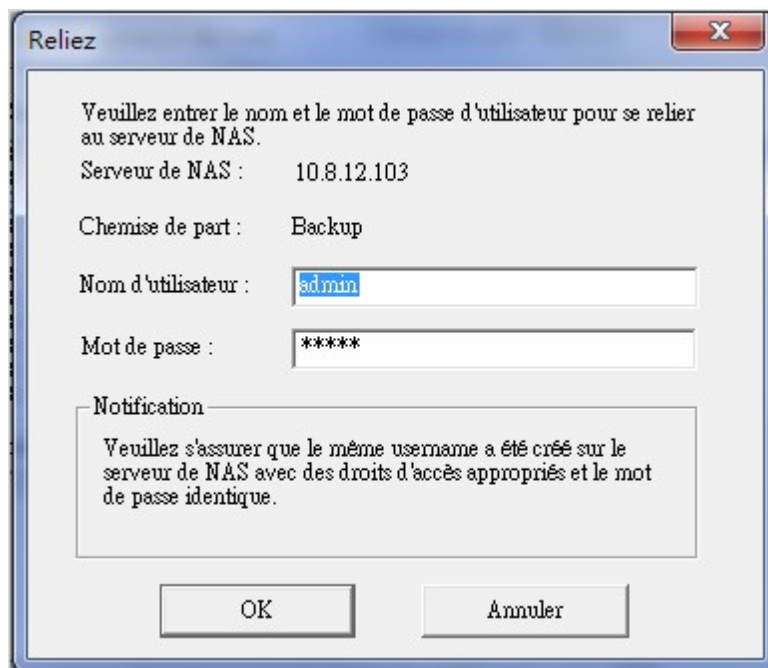 Reliez
Veuillez entrer le nom et le mot de passe d'utilisateur pour se relier
au serveur de NAS.
Serveur de NAS : 10.8.12.103
Chemise de part : Backup
Nom d'utilisateur : admin
Mot de passe : *****
Notification
Veuillez s'assurer que le même username a été créé sur le
serveur de NAS avec des droits d'accès appropriés et le mot
de passe identique.
OK Annuler